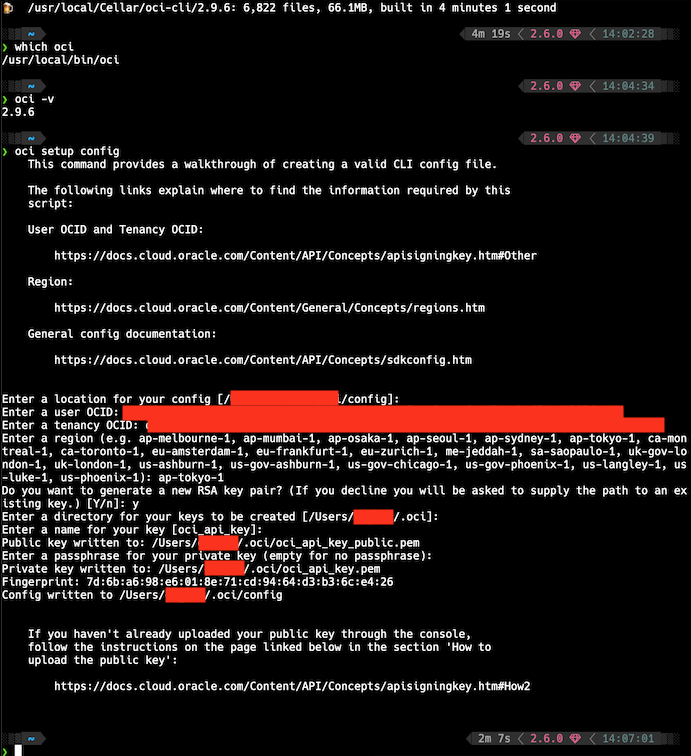 /usr/local/Cellar/oci-cli/2.9.6: 6,822 files, 66.1MB, built in 4 minutes 1 second
~ 4m 19s 2.6.0 14:02:28
❯ which oci
/usr/local/bin/oci
~ 2.6.0 14:04:34
❯ oci -v
2.9.6
~ 2.6.0 14:04:39
❯ oci setup config
This command provides a walkthrough of creating a valid CLI config file.
The following links explain where to find the information required by this
script:
User OCID and Tenancy OCID:
https://docs.cloud.oracle.com/Content/API/Concepts/apisigningkey.htm#Other
Region:
https://docs.cloud.oracle.com/Content/General/Concepts/regions.htm
General config documentation:
https://docs.cloud.oracle.com/Content/API/Concepts/sdkconfig.htm
Enter a location for your config [/ /config]:
Enter a user OCID:
Enter a tenancy OCID:
Enter a region (e.g. ap-melbourne-1, ap-mumbai-1, ap-osaka-1, ap-seoul-1, ap-sydney-1, ap-tokyo-1, ca-mon
treal-1, ca-toronto-1, eu-amsterdam-1, eu-frankfurt-1, eu-zurich-1, me-jeddah-1, sa-saopaulo-1, uk-gov-lo
ndon-1, uk-london-1, us-ashburn-1, us-gov-ashburn-1, us-gov-chicago-1, us-gov-phoenix-1, us-langley-1, us
-luke-1, us-phoenix-1): ap-tokyo-1
Do you want to generate a new RSA key pair? (If you decline you will be asked to supply the path to an ex
isting key.) [Y/n]: y
Enter a directory for your keys to be created [/Users/ /.oci]:
Enter a name for your key [oci_api_key]:
Public key written to: /Users/ /.oci/oci_api_key_public.pem
Enter a passphrase for your private key (empty for no passphrase):
Private key written to: /Users/ /.oci/oci_api_key.pem
Fingerprint: 7d:6b:a6:98:e6:01:8e:71:cd:94:64:d3:b3:6c:e4:26
Config written to /Users/ /.oci/config
If you haven't already uploaded your public key through the console,
follow the instructions on the page linked below in the section 'How to
upload the public key':
https://docs.cloud.oracle.com/Content/API/Concepts/apisigningkey.htm#How2
~ 2m 7s 2.6.0 14:07:01
❯